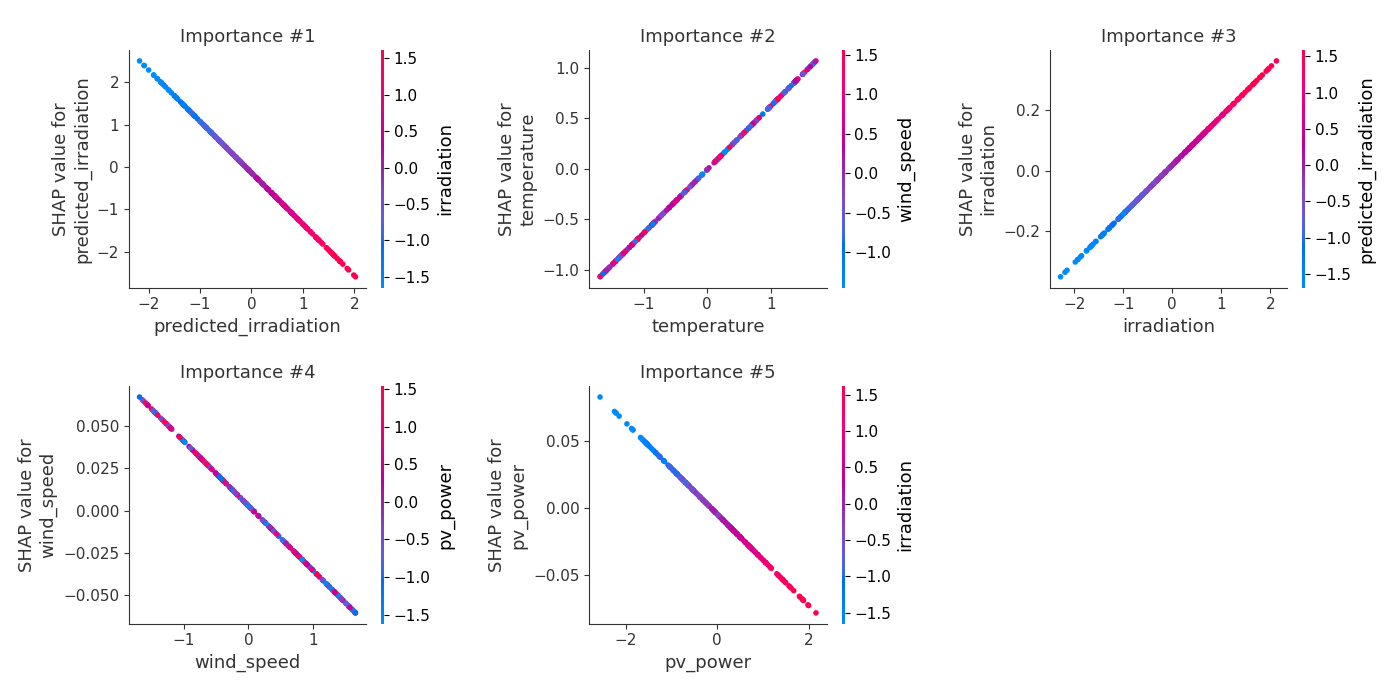 Importance #1
SHAP value for
predicted_irradiation
2
1
0
−1
−2
−2
−1
0
1
2
predicted_irradiation
1.5
1.0
0.5
0.0
−0.5
−1.0
−1.5
irradiation
Importance #2
SHAP value for
temperature
1.0
0.5
0.0
−0.5
−1.0
−1
0
1
temperature
1.5
1.0
0.5
0.0
−0.5
−1.0
wind_speed
Importance #3
SHAP value for
irradiation
0.2
0.0
−0.2
−2
−1
0
1
2
irradiation
1.5
1.0
0.5
0.0
−0.5
−1.0
−1.5
predicted_irradiation
Importance #4
SHAP value for
wind_speed
0.050
0.025
0.000
−0.025
−0.050
−1
0
1
wind_speed
1.5
1.0
0.5
0.0
−0.5
−1.0
−1.5
pv_power
Importance #5
SHAP value for
pv_power
0.05
0.00
−0.05
−2
0
2
pv_power
1.5
1.0
0.5
0.0
−0.5
−1.0
−1.5
irradiation